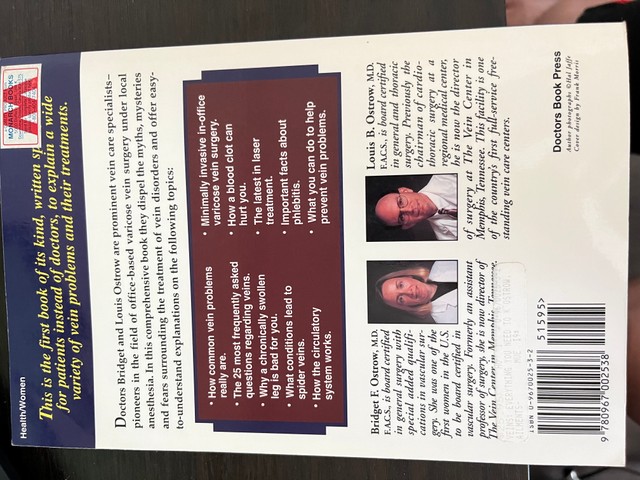 Health/Women
MONARCH BOOKS
This is the first book of its kind, written
for patients instead of doctors, to explain a wide
variety of vein problems and their treatments.
Doctors Bridget and Louis Ostrow are prominent vein care specialists–
pioneers in the field of office-based varicose vein surgery under local
anesthesia. In this comprehensive book they dispel the myths, mysteries
and fears surrounding the treatment of vein disorders and offer easy-
to-understand explanations on the following topics:
• How common vein problems
really are.
• The 25 most frequently asked
questions regarding veins.
• Why a chronically swollen
leg is bad for you.
• What conditions lead to
spider veins.
• How the circulatory
system works.
• Minimally invasive in-office
varicose vein surgery.
• How a blood clot can
hurt you.
• The latest in laser
treatment.
• Important facts about
phlebitis.
• What you can do to help
prevent vein problems.
Bridget F. Ostrow, M.D.
F.A.C.S., is board certified
in general surgery with
special added qualifi-
cations in vascular sur-
gery. She was one of the
first women in the U.S.
to be board certified in
vascular surgery. Formerly an assistant
professor of surgery, she is now director of
The Vein Center in Memphis, Tennessee.
Louis B. Ostrow, M.D.
F.A.C.S., is board certified
in general and thoracic
surgery. Previously the
chairman of cardio-
thoracic surgery at a
regional medical center,
he is now the director
of surgery at The Vein Center in
Memphis, Tennessee. This facility is one
of the country's first full-service free-
standing vein care centers.
ISBN 0-9670025-3-2
51595>
9 780967 002538
Doctors Book Press
Author photographs ©Hal Jaffe
Cover design by Frank Morris